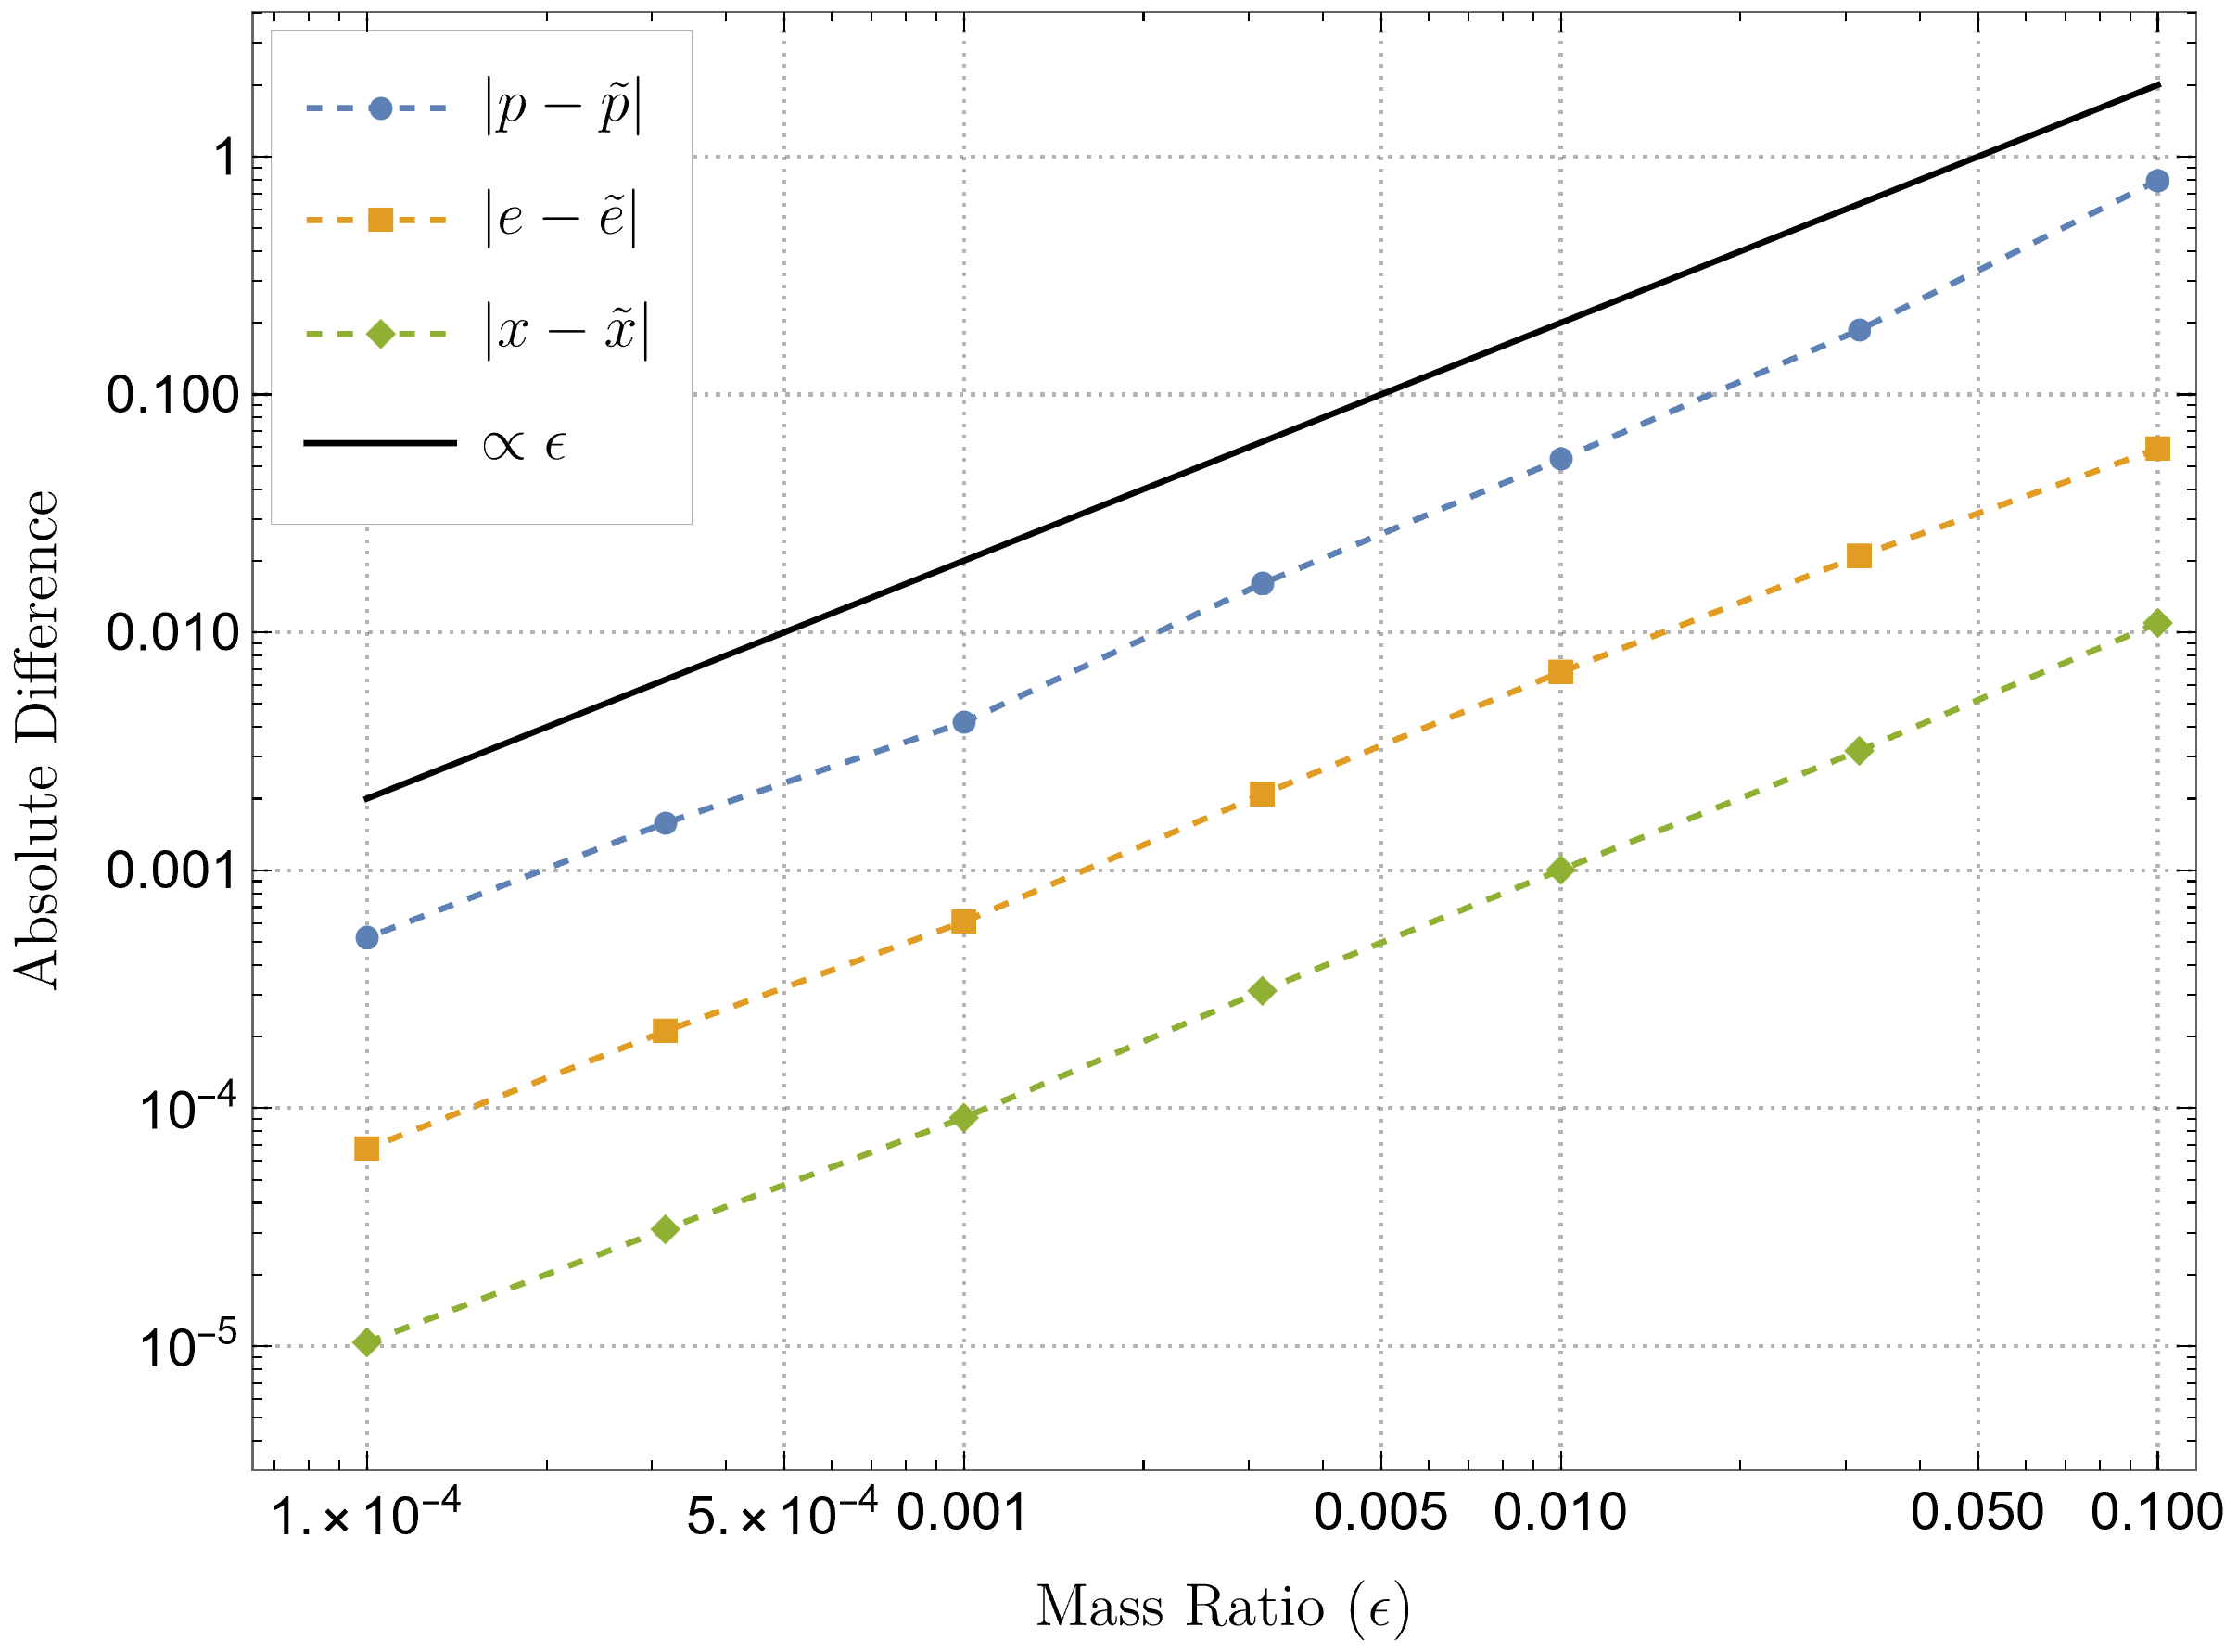 |p − p̃|
|e − ẽ|
|x − x̃|
∝ ϵ
1
0.100
0.010
0.001
10⁻⁴
10⁻⁵
Absolute Difference
1.×10⁻⁴ 5.×10⁻⁴ 0.001 0.005 0.010 0.050 0.100
Mass Ratio (ϵ)